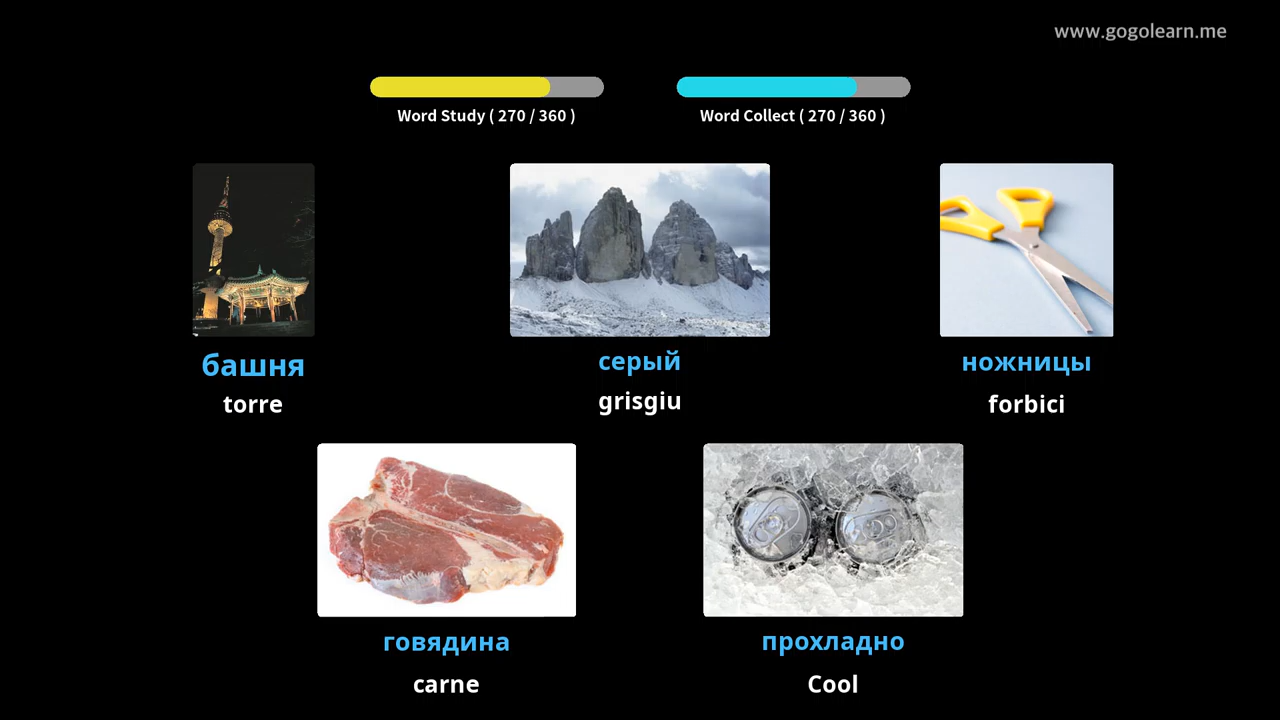 www.gogolearn.me
Word Study ( 270 / 360 )
Word Collect ( 270 / 360 )
башня
torre
серый
grisgiu
ножницы
forbici
говядина
carne
прохладно
Cool